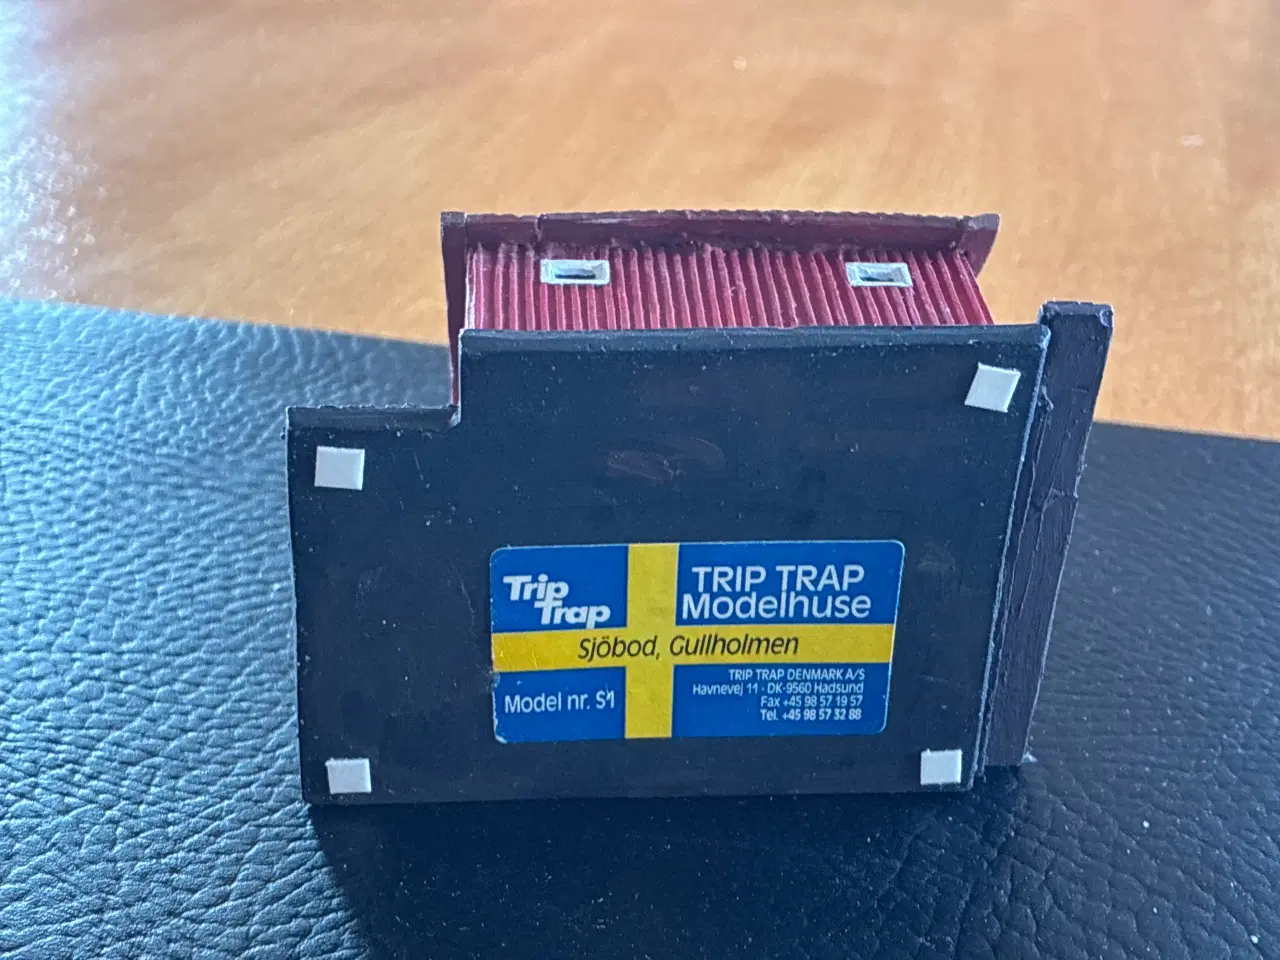 Trip
Trap
TRIP TRAP
Modelhuse
Sjöbod, Gullholmen
Model nr. S1
TRIP TRAP DENMARK A/S
Havnevej 11 · DK-9560 Hadsund
Fax +45 98 57 19 57
Tel. +45 98 57 32 88